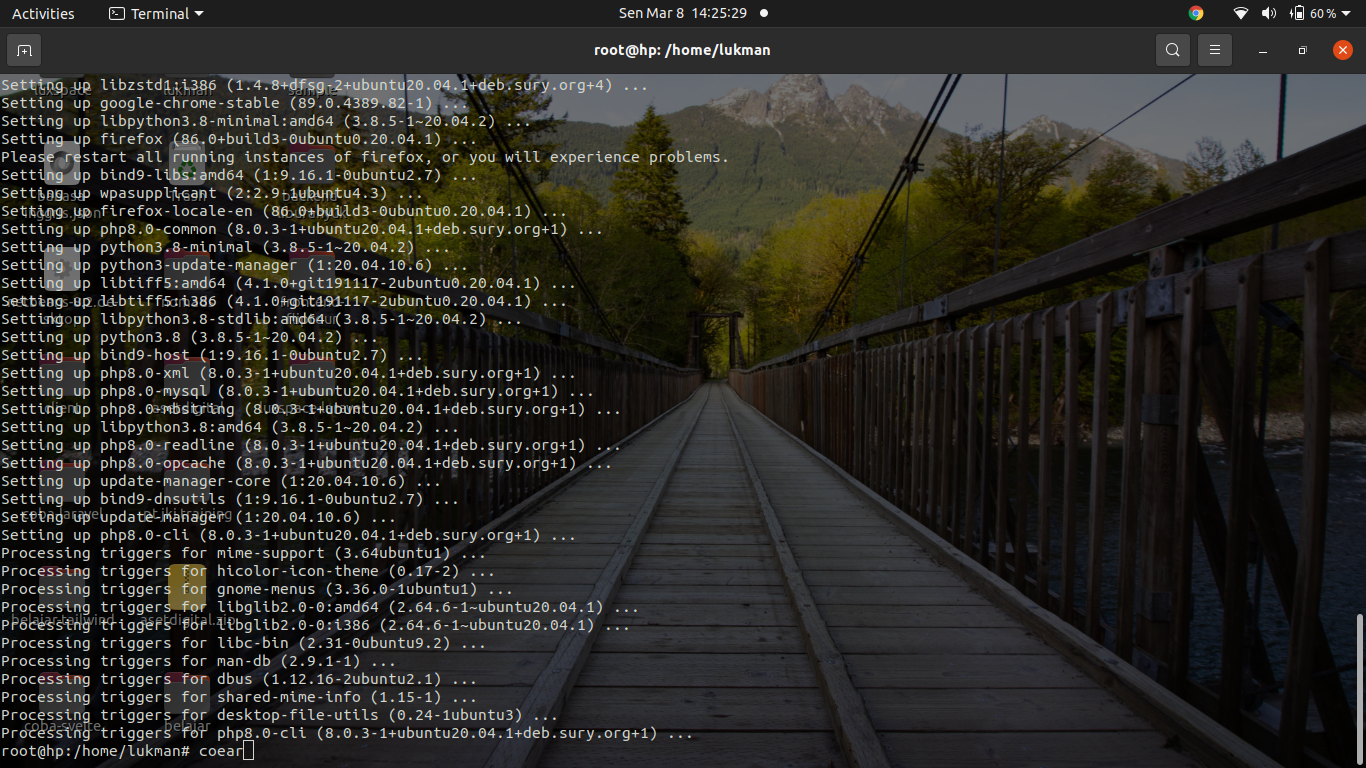 Activities Terminal Sen Mar 8 14:25:29 60 %
root@hp: /home/lukman
Setting up libzstd1:i386 (1.4.8+dfsg-2+ubuntu20.04.1+deb.sury.org+4) ...
Setting up google-chrome-stable (89.0.4389.82-1) ...
Setting up libpython3.8-minimal:amd64 (3.8.5-1~20.04.2) ...
Setting up firefox (86.0+build3-0ubuntu0.20.04.1) ...
Please restart all running instances of firefox, or you will experience problems.
Setting up bind9-libs:amd64 (1:9.16.1-0ubuntu2.7) ...
Setting up wpasupplicant (2:2.9-1ubuntu4.3) ...
Setting up firefox-locale-en (86.0+build3-0ubuntu0.20.04.1) ...
Setting up php8.0-common (8.0.3-1+ubuntu20.04.1+deb.sury.org+1) ...
Setting up python3.8-minimal (3.8.5-1~20.04.2) ...
Setting up python3-update-manager (1:20.04.10.6) ...
Setting up libtiff5:amd64 (4.1.0+git191117-2ubuntu0.20.04.1) ...
Setting up libtiff5:i386 (4.1.0+git191117-2ubuntu0.20.04.1) ...
Setting up libpython3.8-stdlib:amd64 (3.8.5-1~20.04.2) ...
Setting up python3.8 (3.8.5-1~20.04.2) ...
Setting up bind9-host (1:9.16.1-0ubuntu2.7) ...
Setting up php8.0-xml (8.0.3-1+ubuntu20.04.1+deb.sury.org+1) ...
Setting up php8.0-mysql (8.0.3-1+ubuntu20.04.1+deb.sury.org+1) ...
Setting up php8.0-mbstring (8.0.3-1+ubuntu20.04.1+deb.sury.org+1) ...
Setting up libpython3.8:amd64 (3.8.5-1~20.04.2) ...
Setting up php8.0-readline (8.0.3-1+ubuntu20.04.1+deb.sury.org+1) ...
Setting up php8.0-opcache (8.0.3-1+ubuntu20.04.1+deb.sury.org+1) ...
Setting up update-manager-core (1:20.04.10.6) ...
Setting up bind9-dnsutils (1:9.16.1-0ubuntu2.7) ...
Setting up update-manager (1:20.04.10.6) ...
Setting up php8.0-cli (8.0.3-1+ubuntu20.04.1+deb.sury.org+1) ...
Processing triggers for mime-support (3.64ubuntu1) ...
Processing triggers for hicolor-icon-theme (0.17-2) ...
Processing triggers for gnome-menus (3.36.0-1ubuntu1) ...
Processing triggers for libglib2.0-0:amd64 (2.64.6-1~ubuntu20.04.1) ...
Processing triggers for libglib2.0-0:i386 (2.64.6-1~ubuntu20.04.1) ...
Processing triggers for libc-bin (2.31-0ubuntu9.2) ...
Processing triggers for man-db (2.9.1-1) ...
Processing triggers for dbus (1.12.16-2ubuntu2.1) ...
Processing triggers for shared-mime-info (1.15-1) ...
Processing triggers for desktop-file-utils (0.24-1ubuntu3) ...
Processing triggers for php8.0-cli (8.0.3-1+ubuntu20.04.1+deb.sury.org+1) ...
root@hp:/home/lukman# coear